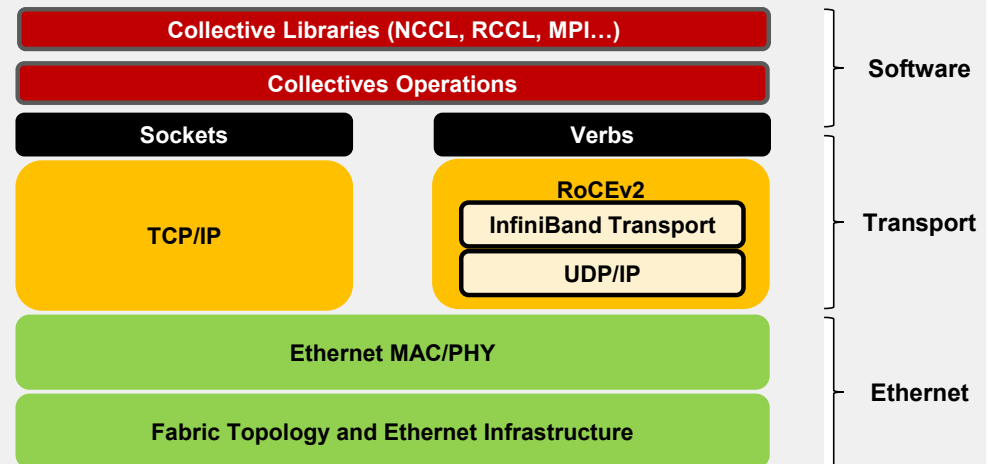 Collective Libraries (NCCL, RCCL, MPI…)
Software
Collectives Operations
Sockets
Verbs
TCP/IP
RoCEv2
InfiniBand Transport
UDP/IP
Transport
Ethernet MAC/PHY
Ethernet
Fabric Topology and Ethernet Infrastructure